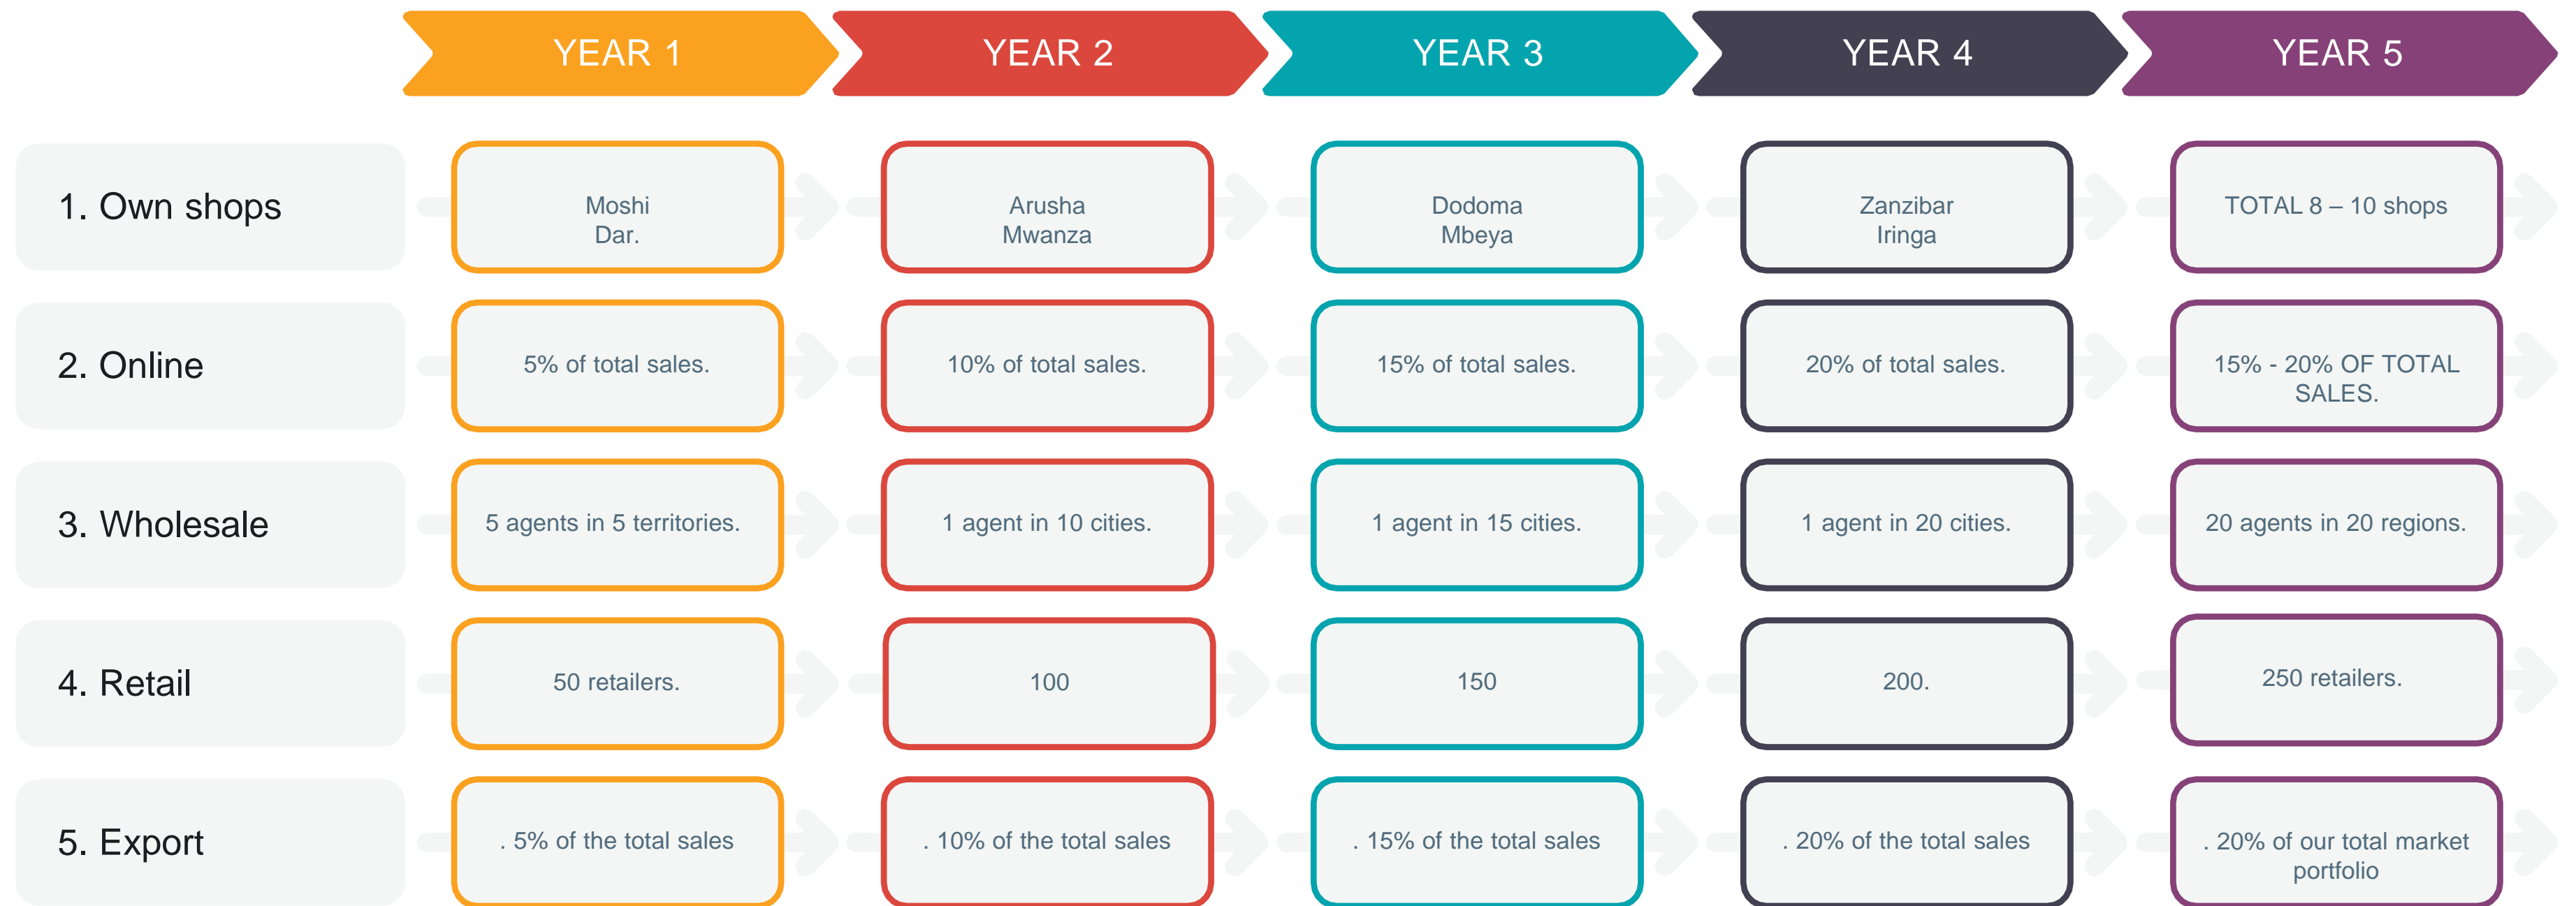 YEAR 1
YEAR 2
YEAR 3
YEAR 4
YEAR 5
1. Own shops
Moshi
Dar.
Arusha
Mwanza
Dodoma
Mbeya
Zanzibar
Iringa
TOTAL 8 – 10 shops
2. Online
5% of total sales.
10% of total sales.
15% of total sales.
20% of total sales.
15% - 20% OF TOTAL
SALES.
3. Wholesale
5 agents in 5 territories.
1 agent in 10 cities.
1 agent in 15 cities.
1 agent in 20 cities.
20 agents in 20 regions.
4. Retail
50 retailers.
100
150
200.
250 retailers.
5. Export
. 5% of the total sales
. 10% of the total sales
. 15% of the total sales
. 20% of the total sales
. 20% of our total market
portfolio